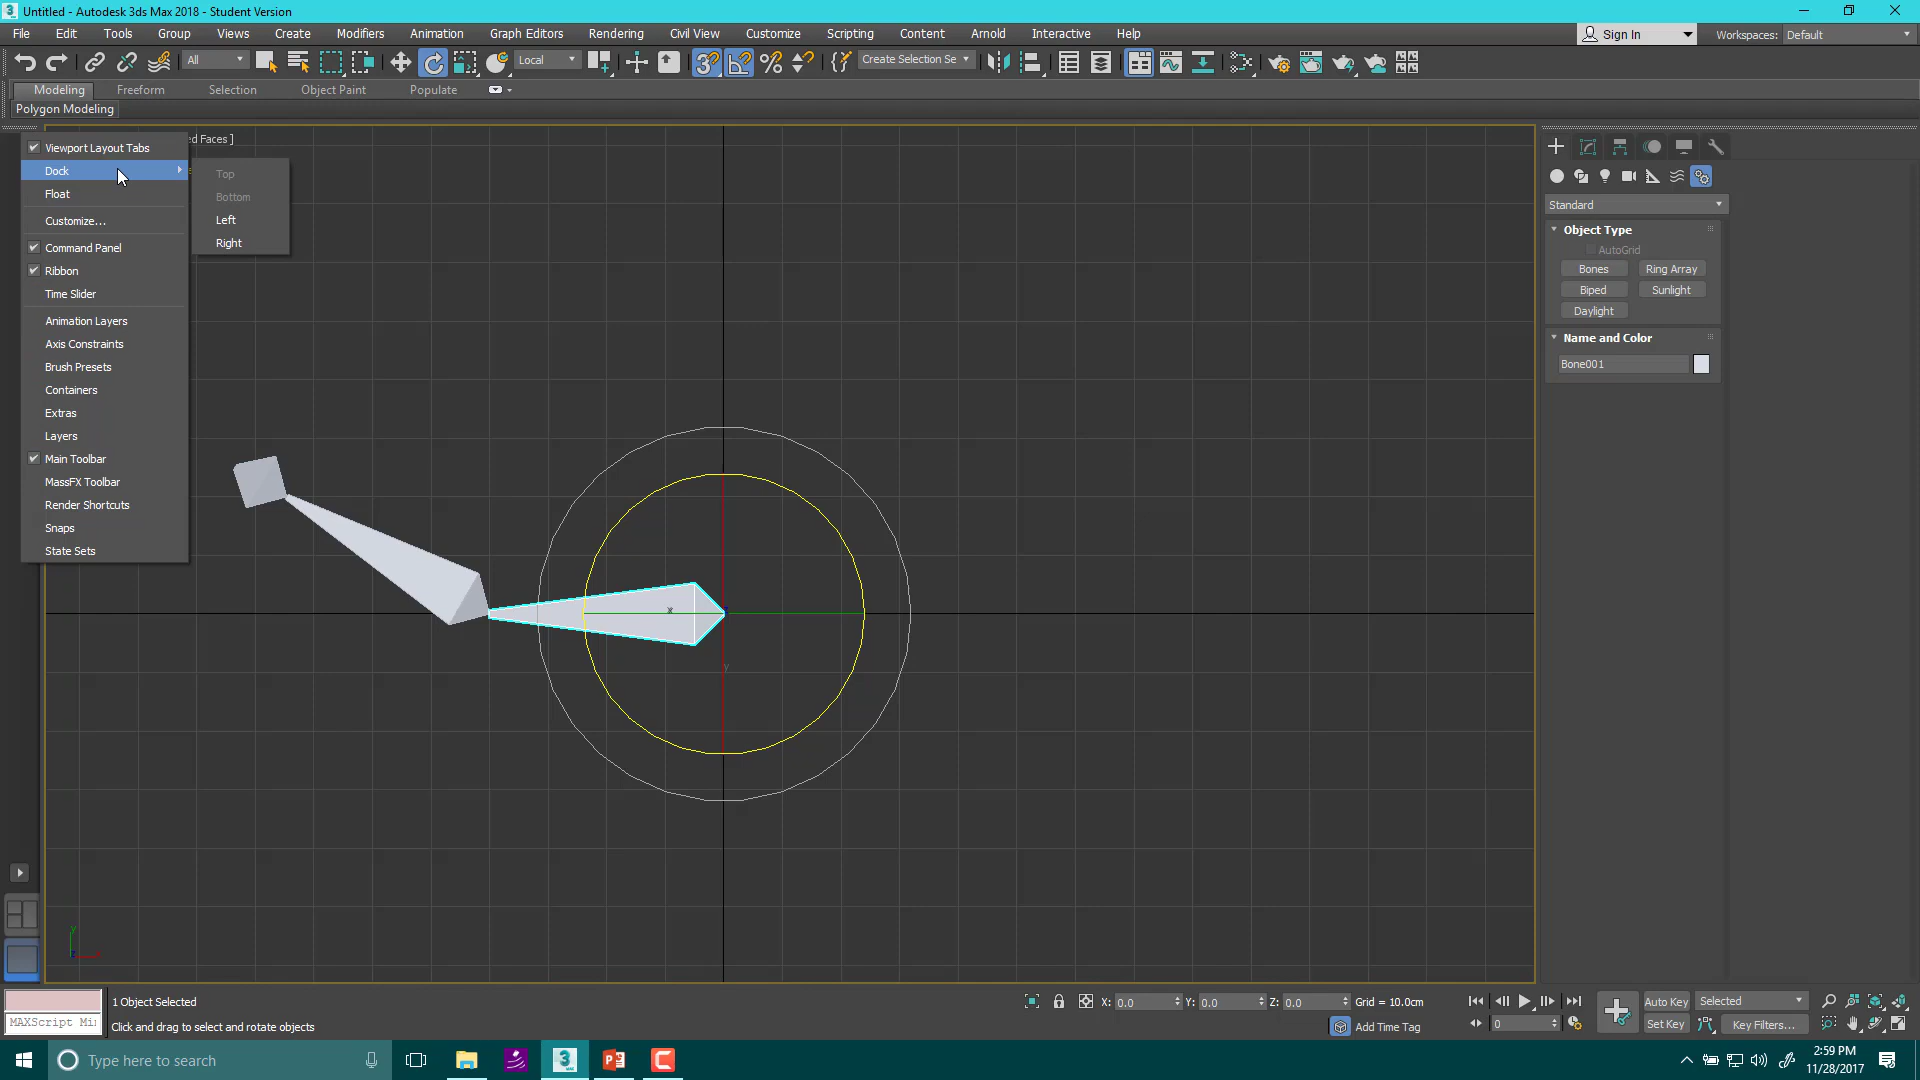 Untitled - Autodesk 3ds Max 2018 - Student Version
File Edit Tools Group Views Create Modifiers Animation Graph Editors Rendering Civil View Customize Scripting Content Arnold Interactive Help
Sign In Workspaces: Default
All Local Create Selection Se
Modeling Freeform Selection Object Paint Populate
Polygon Modeling
ed Faces ]
Viewport Layout Tabs
Dock
Float
Customize...
Command Panel
Ribbon
Time Slider
Animation Layers
Axis Constraints
Brush Presets
Containers
Extras
Layers
Main Toolbar
MassFX Toolbar
Render Shortcuts
Snaps
State Sets
Top
Bottom
Left
Right
x
y
Standard
Object Type
AutoGrid
Bones Ring Array
Biped Sunlight
Daylight
Name and Color
Bone001
1 Object Selected
MAXScript Mi
Click and drag to select and rotate objects
X: 0.0 Y: 0.0 Z: 0.0 Grid = 10.0cm
Add Time Tag
0
Auto Key Selected
Set Key Key Filters...
Type here to search
2:59 PM
11/28/2017